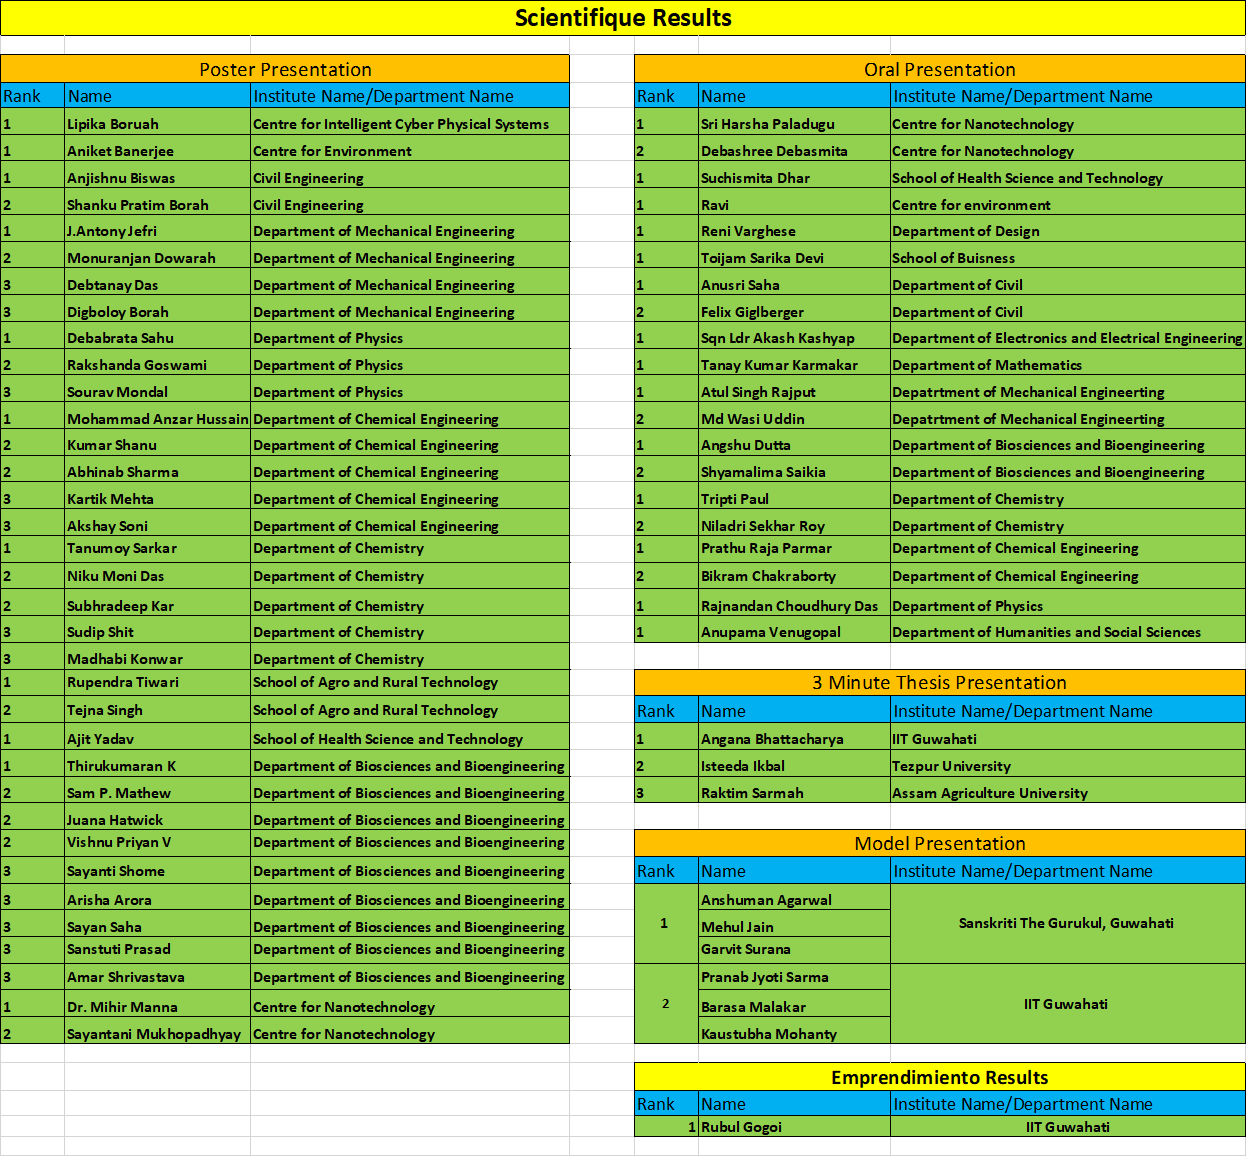 Scientifique Results
Poster Presentation
Rank Name Institute Name/Department Name
1 Lipika Boruah Centre for Intelligent Cyber Physical Systems
1 Aniket Banerjee Centre for Environment
1 Anjishnu Biswas Civil Engineering
2 Shanku Pratim Borah Civil Engineering
1 J.Antony Jefri Department of Mechanical Engineering
2 Monuranjan Dowarah Department of Mechanical Engineering
3 Debtanay Das Department of Mechanical Engineering
3 Digboloy Borah Department of Mechanical Engineering
1 Debabrata Sahu Department of Physics
2 Rakshanda Goswami Department of Physics
3 Sourav Mondal Department of Physics
1 Mohammad Anzar Hussain Department of Chemical Engineering
2 Kumar Shanu Department of Chemical Engineering
2 Abhinab Sharma Department of Chemical Engineering
3 Kartik Mehta Department of Chemical Engineering
3 Akshay Soni Department of Chemical Engineering
1 Tanumoy Sarkar Department of Chemistry
2 Niku Moni Das Department of Chemistry
2 Subhradeep Kar Department of Chemistry
3 Sudip Shit Department of Chemistry
3 Madhabi Konwar Department of Chemistry
1 Rupendra Tiwari School of Agro and Rural Technology
2 Tejna Singh School of Agro and Rural Technology
1 Ajit Yadav School of Health Science and Technology
1 Thirukumaran K Department of Biosciences and Bioengineering
2 Sam P. Mathew Department of Biosciences and Bioengineering
2 Juana Hatwick Department of Biosciences and Bioengineering
2 Vishnu Priyan V Department of Biosciences and Bioengineering
3 Sayanti Shome Department of Biosciences and Bioengineering
3 Arisha Arora Department of Biosciences and Bioengineering
3 Sayan Saha Department of Biosciences and Bioengineering
3 Sanstuti Prasad Department of Biosciences and Bioengineering
3 Amar Shrivastava Department of Biosciences and Bioengineering
1 Dr. Mihir Manna Centre for Nanotechnology
2 Sayantani Mukhopadhyay Centre for Nanotechnology
Oral Presentation
Rank Name Institute Name/Department Name
1 Sri Harsha Paladugu Centre for Nanotechnology
2 Debashree Debasmita Centre for Nanotechnology
1 Suchismita Dhar School of Health Science and Technology
1 Ravi Centre for environment
1 Reni Varghese Department of Design
1 Toijam Sarika Devi School of Buisness
1 Anusri Saha Department of Civil
2 Felix Giglberger Department of Civil
1 Sqn Ldr Akash Kashyap Department of Electronics and Electrical Engineering
1 Tanay Kumar Karmakar Department of Mathematics
1 Atul Singh Rajput Depatrtment of Mechanical Engineerting
2 Md Wasi Uddin Depatrtment of Mechanical Engineerting
1 Angshu Dutta Department of Biosciences and Bioengineering
2 Shyamalima Saikia Department of Biosciences and Bioengineering
1 Tripti Paul Department of Chemistry
2 Niladri Sekhar Roy Department of Chemistry
1 Prathu Raja Parmar Department of Chemical Engineering
2 Bikram Chakraborty Department of Chemical Engineering
1 Rajnandan Choudhury Das Department of Physics
1 Anupama Venugopal Department of Humanities and Social Sciences
3 Minute Thesis Presentation
Rank Name Institute Name/Department Name
1 Angana Bhattacharya IIT Guwahati
2 Isteeda Ikbal Tezpur University
3 Raktim Sarmah Assam Agriculture University
Model Presentation
Rank Name Institute Name/Department Name
Anshuman Agarwal
1 Mehul Jain Sanskriti The Gurukul, Guwahati
Garvit Surana
Pranab Jyoti Sarma
2 Barasa Malakar IIT Guwahati
Kaustubha Mohanty
Emprendimiento Results
Rank Name Institute Name/Department Name
1 Rubul Gogoi IIT Guwahati